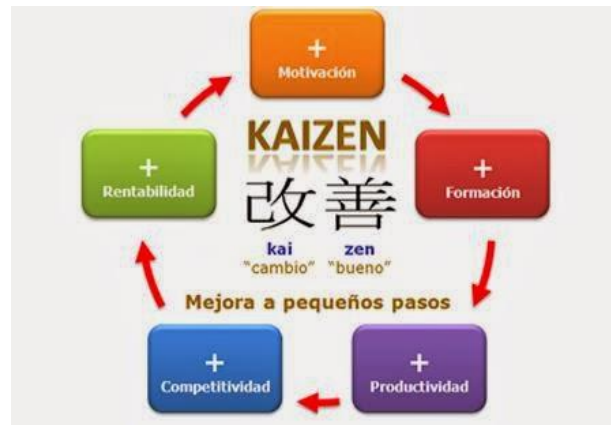 +
Motivación
KAIZEN
+
Rentabilidad
+
Formación
改善
kai zen
"cambio" "bueno"
Mejora a pequeños pasos
+
Competitividad
+
Productividad